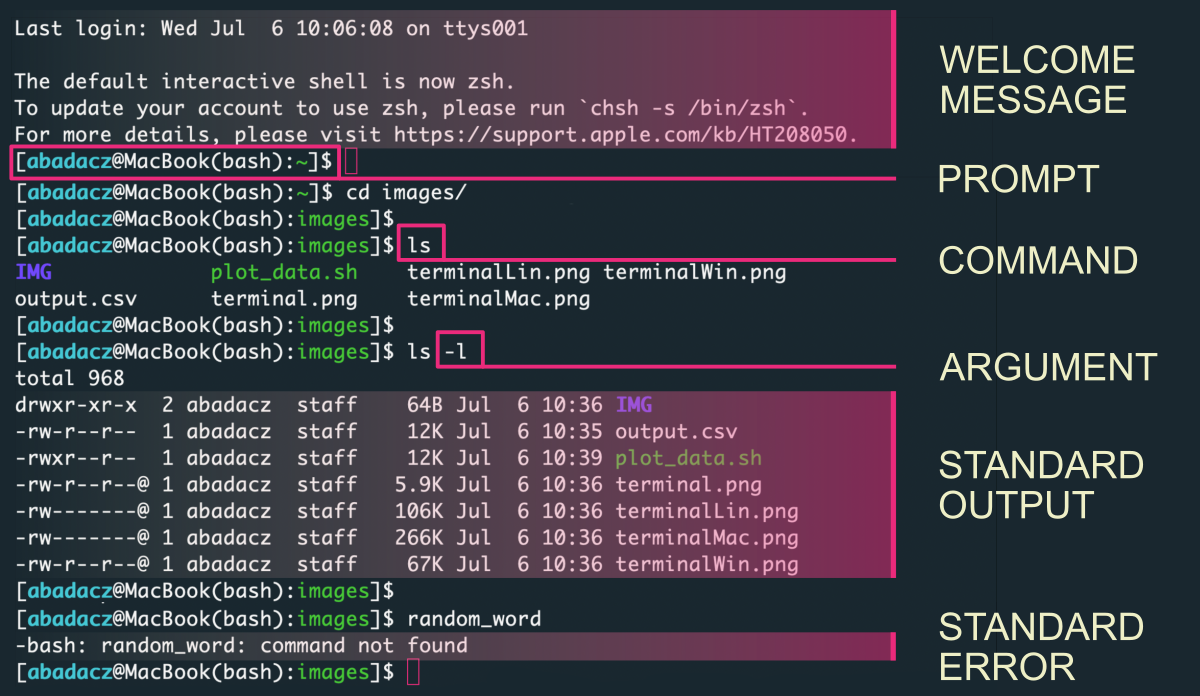 Last login: Wed Jul  6 10:06:08 on ttys001
The default interactive shell is now zsh.
To update your account to use zsh, please run `chsh -s /bin/zsh`.
For more details, please visit https://support.apple.com/kb/HT208050.
WELCOME
MESSAGE
[abadacz@MacBook(bash):~]$
PROMPT
[abadacz@MacBook(bash):~]$ cd images/
[abadacz@MacBook(bash):images]$
[abadacz@MacBook(bash):images]$ ls
COMMAND
IMG             plot_data.sh    terminalLin.png terminalWin.png
output.csv      terminal.png    terminalMac.png
[abadacz@MacBook(bash):images]$
[abadacz@MacBook(bash):images]$ ls -l
ARGUMENT
total 968
drwxr-xr-x  2 abadacz  staff    64B Jul  6 10:36 IMG
-rw-r--r--  1 abadacz  staff    12K Jul  6 10:35 output.csv
-rwxr--r--  1 abadacz  staff    12K Jul  6 10:39 plot_data.sh
-rw-r--r--@ 1 abadacz  staff   5.9K Jul  6 10:36 terminal.png
-rw-------@ 1 abadacz  staff   106K Jul  6 10:36 terminalLin.png
-rw-------@ 1 abadacz  staff   266K Jul  6 10:36 terminalMac.png
-rw-r--r--@ 1 abadacz  staff    67K Jul  6 10:36 terminalWin.png
STANDARD
OUTPUT
[abadacz@MacBook(bash):images]$
[abadacz@MacBook(bash):images]$ random_word
-bash: random_word: command not found
[abadacz@MacBook(bash):images]$
STANDARD
ERROR